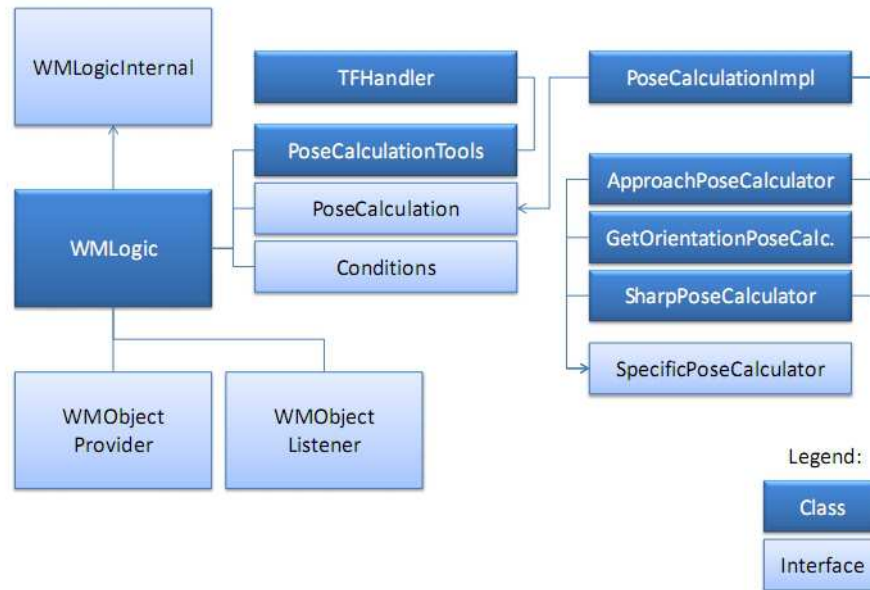 WMLogicInternal
TFHandler
PoseCalculationImpl
PoseCalculationTools
PoseCalculation
Conditions
WMLogic
ApproachPoseCalculator
GetOrientationPoseCalc.
SharpPoseCalculator
SpecificPoseCalculator
WMObject
Provider
WMObject
Listener
Legend:
Class
Interface